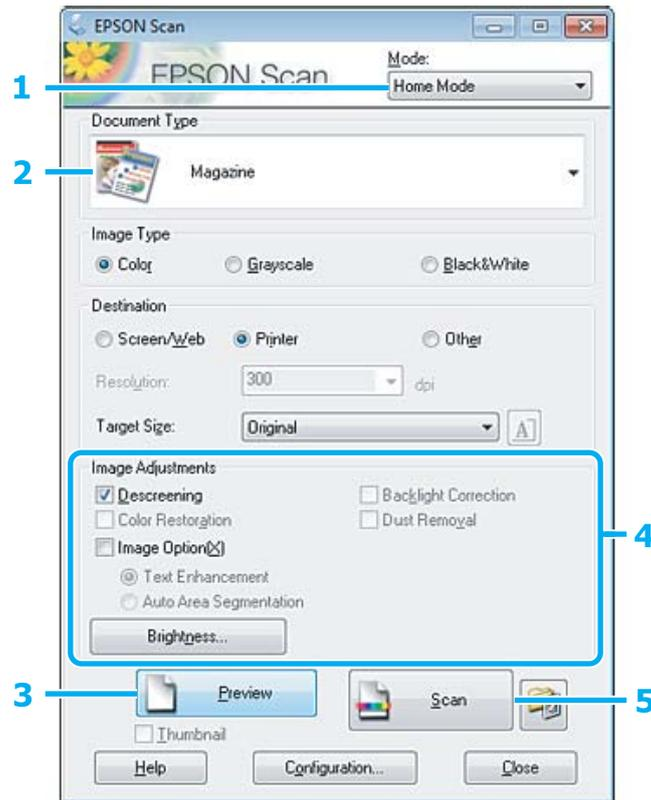 EPSON Scan
EPSON Scan
Mode:
1
Home Mode
Document Type
2
Magazine
Image Type
Color
Grayscale
Black&White
Destination
Screen/Web
Printer
Other
Resolution:
300
dpi
Target Size:
Original
A
Image Adjustments
Descreening
Backlight Correction
Color Restoration
Dust Removal
4
Image Option(X)
Text Enhancement
Auto Area Segmentation
Brightness...
3
Preview
Scan
5
Thumbnail
Help
Configuration...
Close